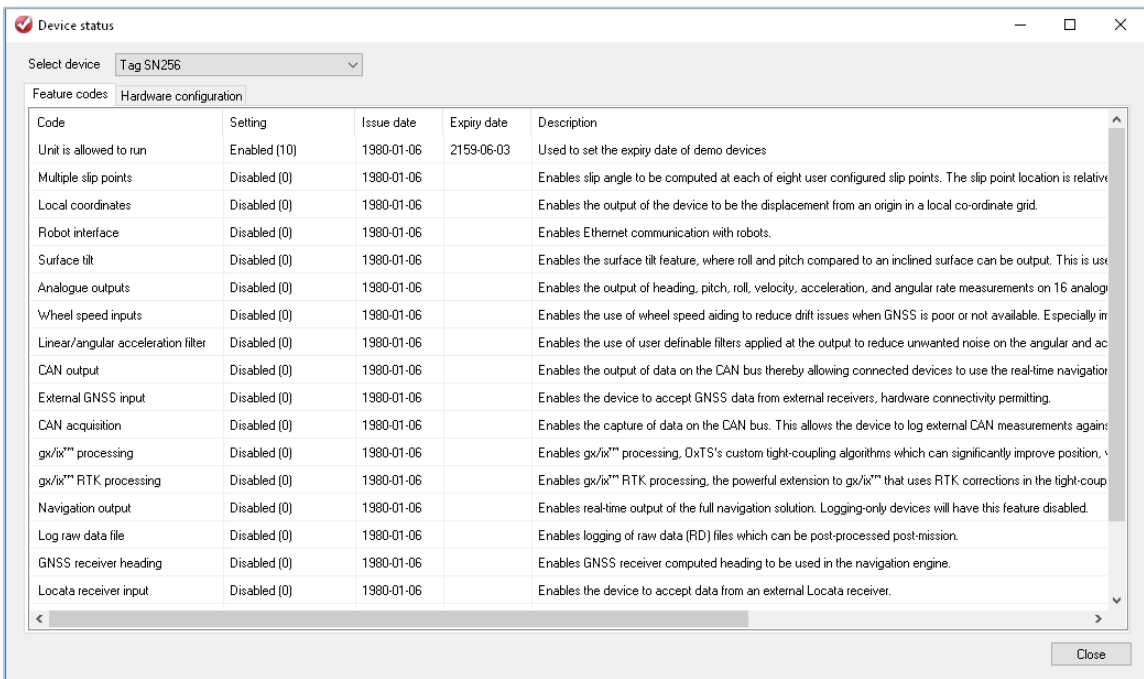 Device status
Select device Tag SN256
Feature codes Hardware configuration
Code Setting Issue date Expiry date Description
Unit is allowed to run Enabled (10) 1980-01-06 2159-06-03 Used to set the expiry date of demo devices
Multiple slip points Disabled (0) 1980-01-06 Enables slip angle to be computed at each of eight user configured slip points. The slip point location is relative
Local coordinates Disabled (0) 1980-01-06 Enables the output of the device to be the displacement from an origin in a local co-ordinate grid.
Robot interface Disabled (0) 1980-01-06 Enables Ethernet communication with robots.
Surface tilt Disabled (0) 1980-01-06 Enables the surface tilt feature, where roll and pitch compared to an inclined surface can be output. This is use
Analogue outputs Disabled (0) 1980-01-06 Enables the output of heading, pitch, roll, velocity, acceleration, and angular rate measurements on 16 analog
Wheel speed inputs Disabled (0) 1980-01-06 Enables the use of wheel speed aiding to reduce drift issues when GNSS is poor or not available. Especially in
Linear/angular acceleration filter Disabled (0) 1980-01-06 Enables the use of user definable filters applied at the output to reduce unwanted noise on the angular and ac
CAN output Disabled (0) 1980-01-06 Enables the output of data on the CAN bus thereby allowing connected devices to use the real-time navigation
External GNSS input Disabled (0) 1980-01-06 Enables the device to accept GNSS data from external receivers, hardware connectivity permitting.
CAN acquisition Disabled (0) 1980-01-06 Enables the capture of data on the CAN bus. This allows the device to log external CAN measurements agains
gx/ix™ processing Disabled (0) 1980-01-06 Enables gx/ix™ processing, OxTS's custom tight-coupling algorithms which can significantly improve position,
gx/ix™ RTK processing Disabled (0) 1980-01-06 Enables gx/ix™ RTK processing, the powerful extension to gx/ix™ that uses RTK corrections in the tight-coup
Navigation output Disabled (0) 1980-01-06 Enables real-time output of the full navigation solution. Logging-only devices will have this feature disabled.
Log raw data file Disabled (0) 1980-01-06 Enables logging of raw data (RD) files which can be post-processed post-mission.
GNSS receiver heading Disabled (0) 1980-01-06 Enables GNSS receiver computed heading to be used in the navigation engine.
Locata receiver input Disabled (0) 1980-01-06 Enables the device to accept data from an external Locata receiver.
Close